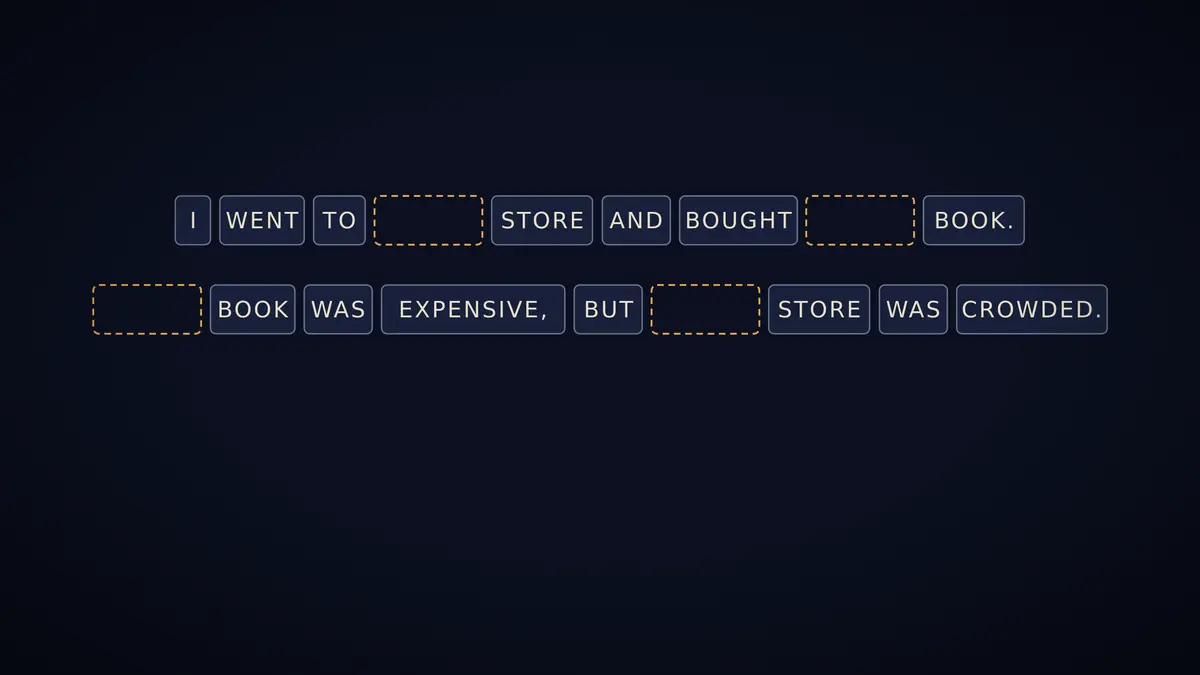 I WENT TO STORE AND BOUGHT BOOK.
BOOK WAS EXPENSIVE, BUT STORE WAS CROWDED.